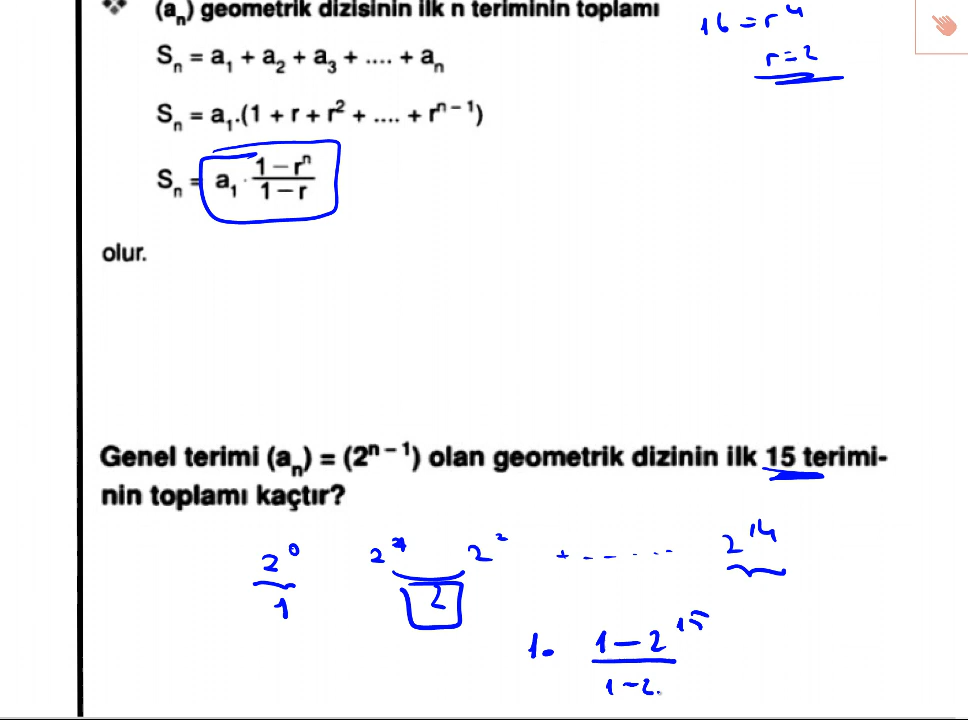 (aₙ) geometrik dizisinin ilk n teriminin toplamı
16 = r⁴
r = 2
Sₙ = a₁ + a₂ + a₃ + .... + aₙ
Sₙ = a₁.(1 + r + r² + .... + rⁿ⁻¹)
Sₙ = a₁ · (1 – rⁿ)/(1 – r)
olur.
Genel terimi (aₙ) = (2ⁿ⁻¹) olan geometrik dizinin ilk 15 terimi-
nin toplamı kaçtır?
2⁰ 2 2² + ...... 2¹⁴
1 2
1. (1 – 2¹⁵)/(1 – 2)